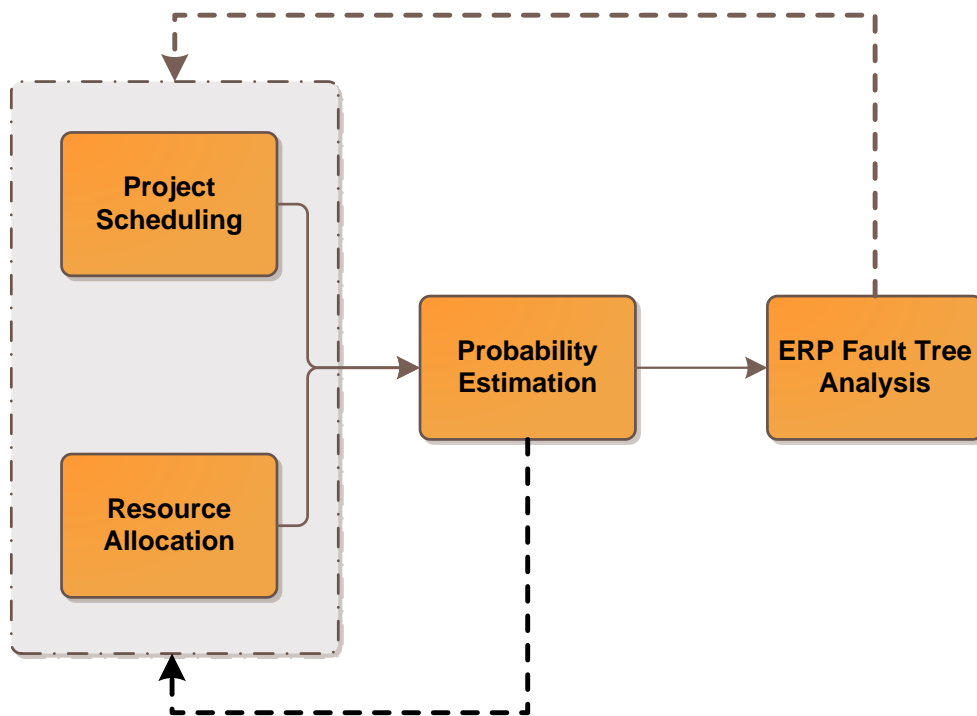 Project
Scheduling
Probability
Estimation
ERP Fault Tree
Analysis
Resource
Allocation